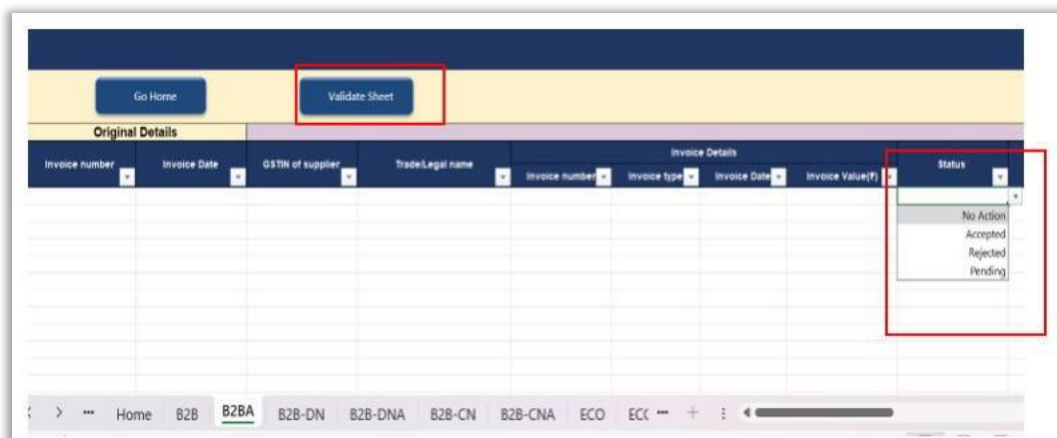 Go Home Validate Sheet
Original Details
Invoice Details
Invoice number Invoice Date GSTIN of supplier Trade/Legal name Status
Invoice number Invoice type Invoice Date Invoice Value(₹)
No Action
Accepted
Rejected
Pending
Home B2B B2BA B2B-DN B2B-DNA B2B-CN B2B-CNA ECO